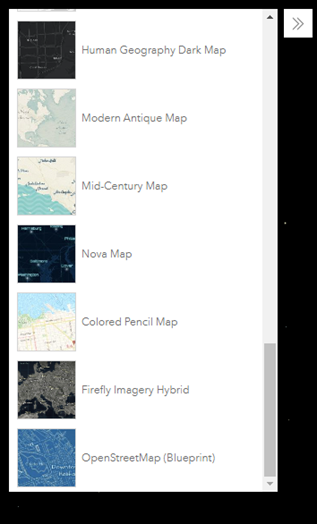 Human Geography Dark Map
Modern Antique Map
Mid-Century Map
Nova Map
Colored Pencil Map
Firefly Imagery Hybrid
OpenStreetMap (Blueprint)